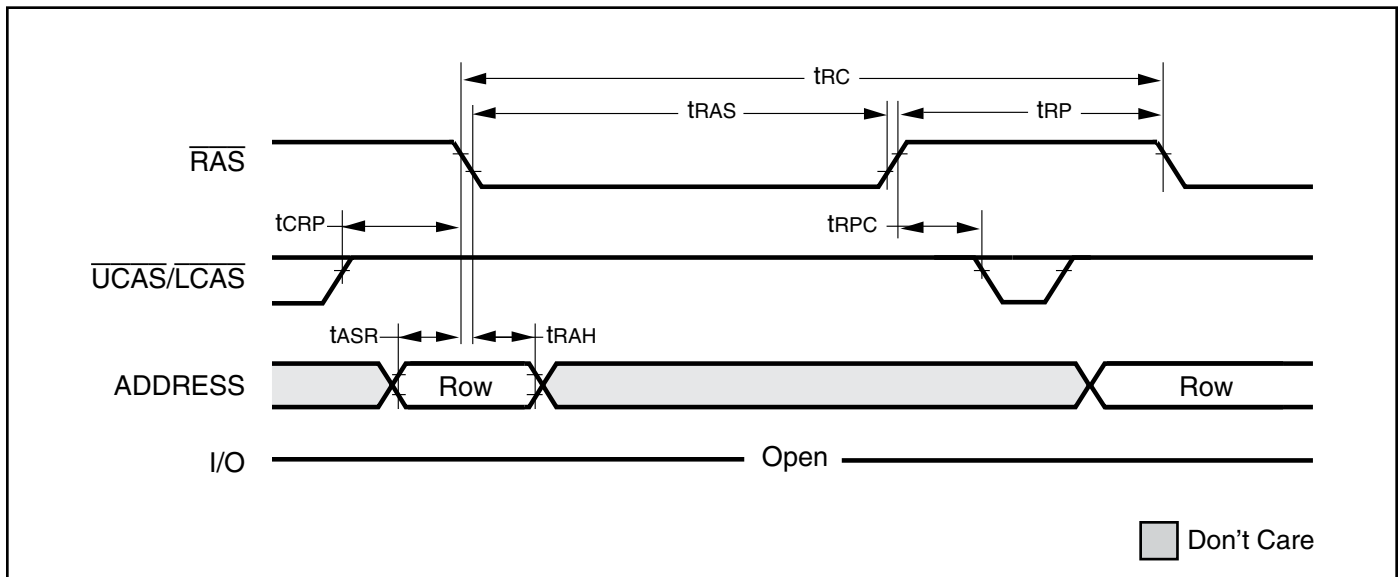 tRC
tRAS
tRP
RAS
tCRP
tRPC
UCAS/LCAS
tASR
tRAH
ADDRESS
Row
Row
I/O
Open
Don't Care